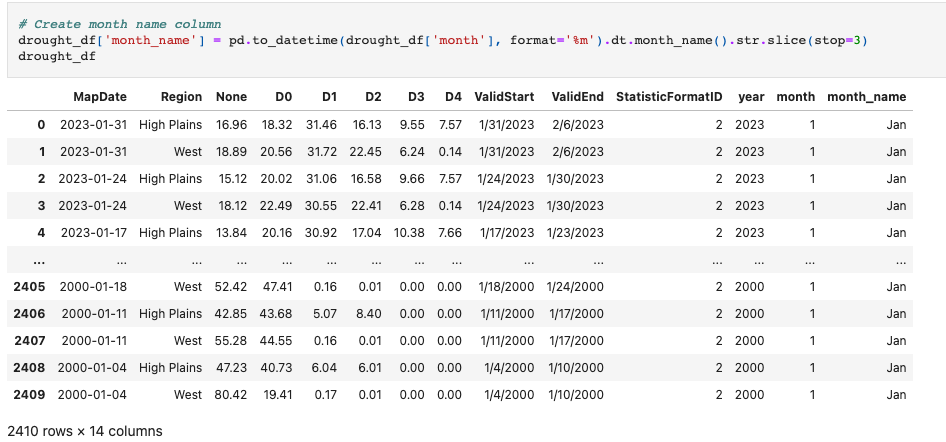 # Create month name column
drought_df['month_name'] = pd.to_datetime(drought_df['month'], format='%m').dt.month_name().str.slice(stop=3)
drought_df
MapDate Region None D0 D1 D2 D3 D4 ValidStart ValidEnd StatisticFormatID year month month_name
0 2023-01-31 High Plains 16.96 18.32 31.46 16.13 9.55 7.57 1/31/2023 2/6/2023 2 2023 1 Jan
1 2023-01-31 West 18.89 20.56 31.72 22.45 6.24 0.14 1/31/2023 2/6/2023 2 2023 1 Jan
2 2023-01-24 High Plains 15.12 20.02 31.06 16.58 9.66 7.57 1/24/2023 1/30/2023 2 2023 1 Jan
3 2023-01-24 West 18.12 22.49 30.55 22.41 6.28 0.14 1/24/2023 1/30/2023 2 2023 1 Jan
4 2023-01-17 High Plains 13.84 20.16 30.92 17.04 10.38 7.66 1/17/2023 1/23/2023 2 2023 1 Jan
... ... ... ... ... ... ... ... ... ... ... ... ... ... ...
2405 2000-01-18 West 52.42 47.41 0.16 0.01 0.00 0.00 1/18/2000 1/24/2000 2 2000 1 Jan
2406 2000-01-11 High Plains 42.85 43.68 5.07 8.40 0.00 0.00 1/11/2000 1/17/2000 2 2000 1 Jan
2407 2000-01-11 West 55.28 44.55 0.16 0.01 0.00 0.00 1/11/2000 1/17/2000 2 2000 1 Jan
2408 2000-01-04 High Plains 47.23 40.73 6.04 6.01 0.00 0.00 1/4/2000 1/10/2000 2 2000 1 Jan
2409 2000-01-04 West 80.42 19.41 0.17 0.01 0.00 0.00 1/4/2000 1/10/2000 2 2000 1 Jan
2410 rows × 14 columns